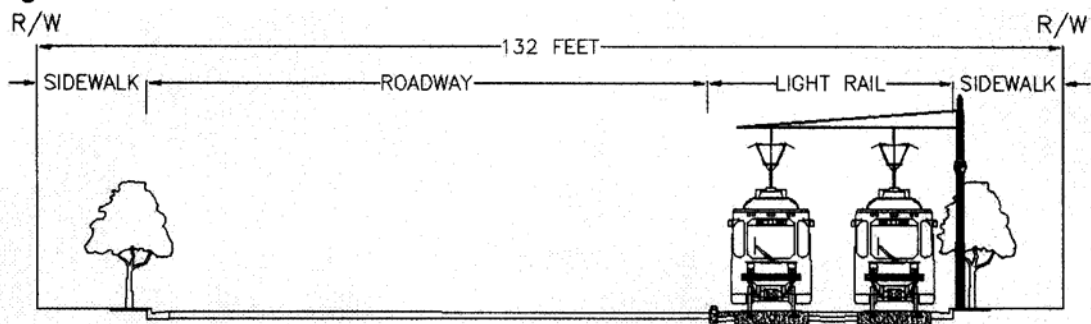 R/W R/W
132 FEET
SIDEWALK ROADWAY LIGHT RAIL SIDEWALK